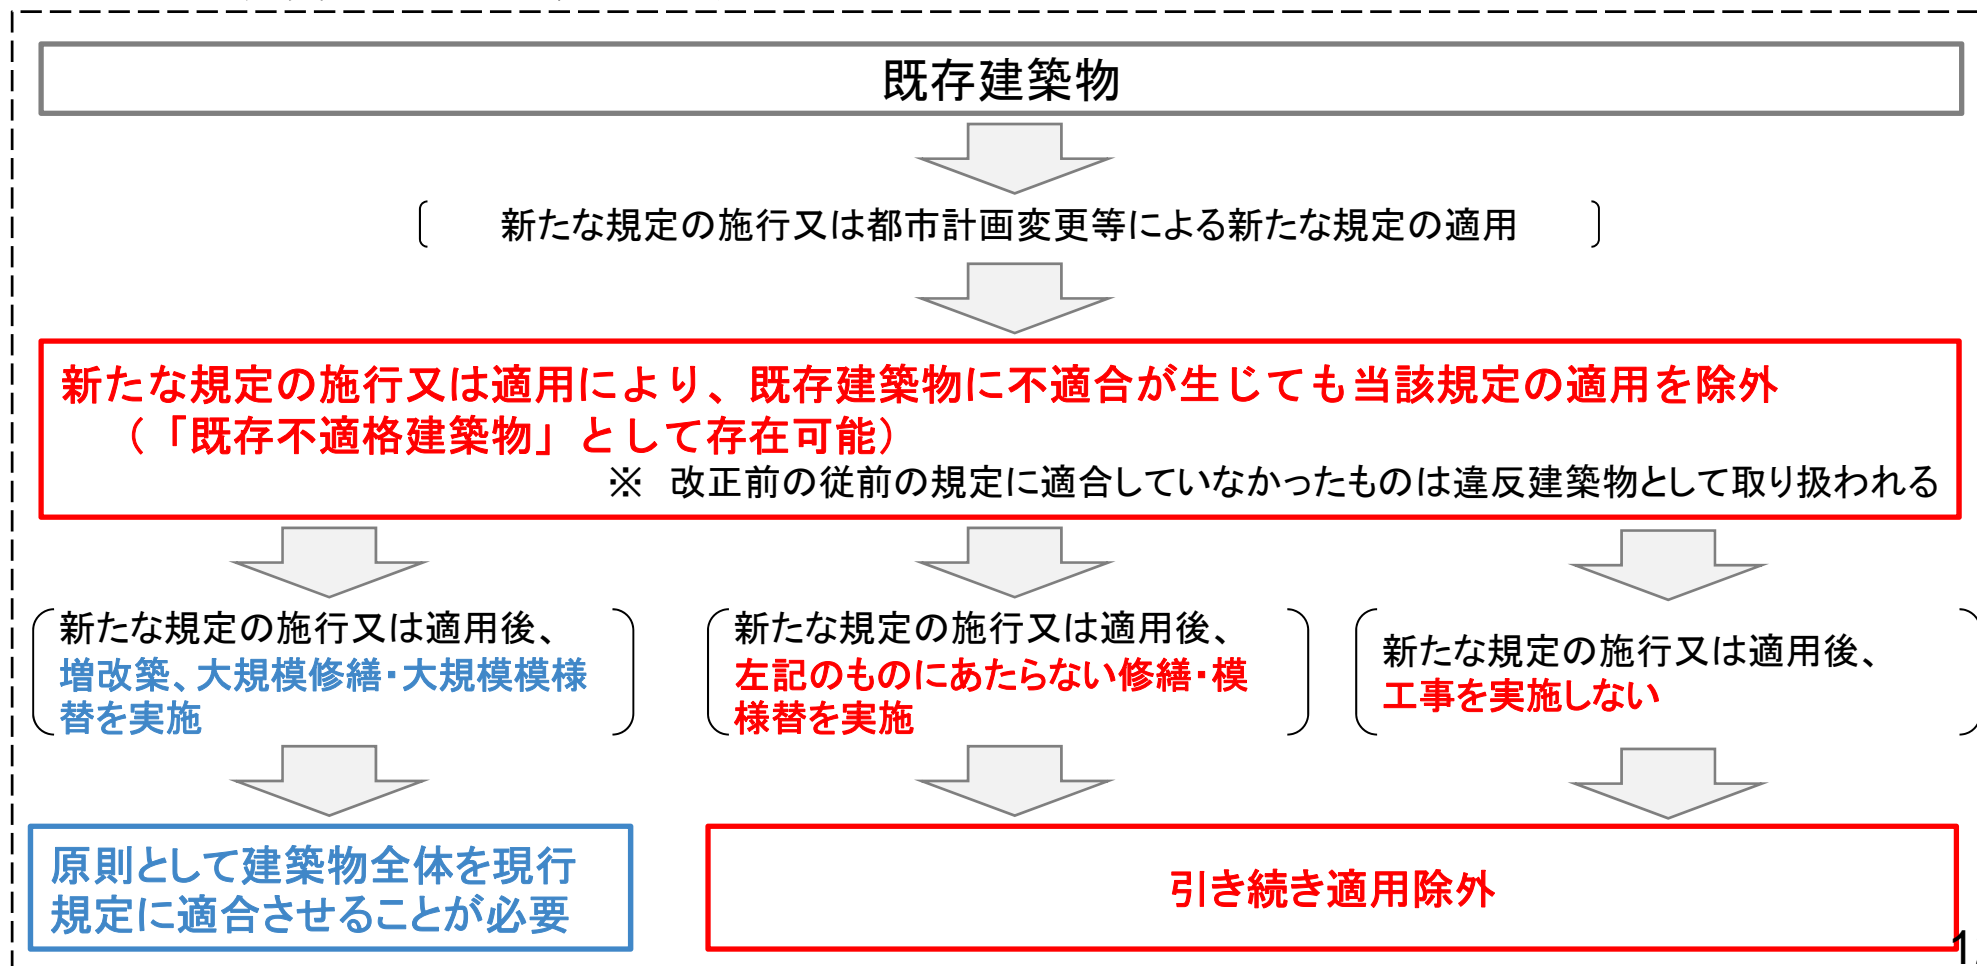 既存建築物
新たな規定の施行又は都市計画変更等による新たな規定の適用
新たな規定の施行又は適用により、既存建築物に不適合が生じても当該規定の適用を除外
（「既存不適格建築物」として存在可能）
※　改正前の従前の規定に適合していなかったものは違反建築物として取り扱われる
新たな規定の施行又は適用後、
増改築、大規模修繕・大規模模様
替を実施
新たな規定の施行又は適用後、
左記のものにあたらない修繕・模
様替を実施
新たな規定の施行又は適用後、
工事を実施しない
原則として建築物全体を現行
規定に適合させることが必要
引き続き適用除外